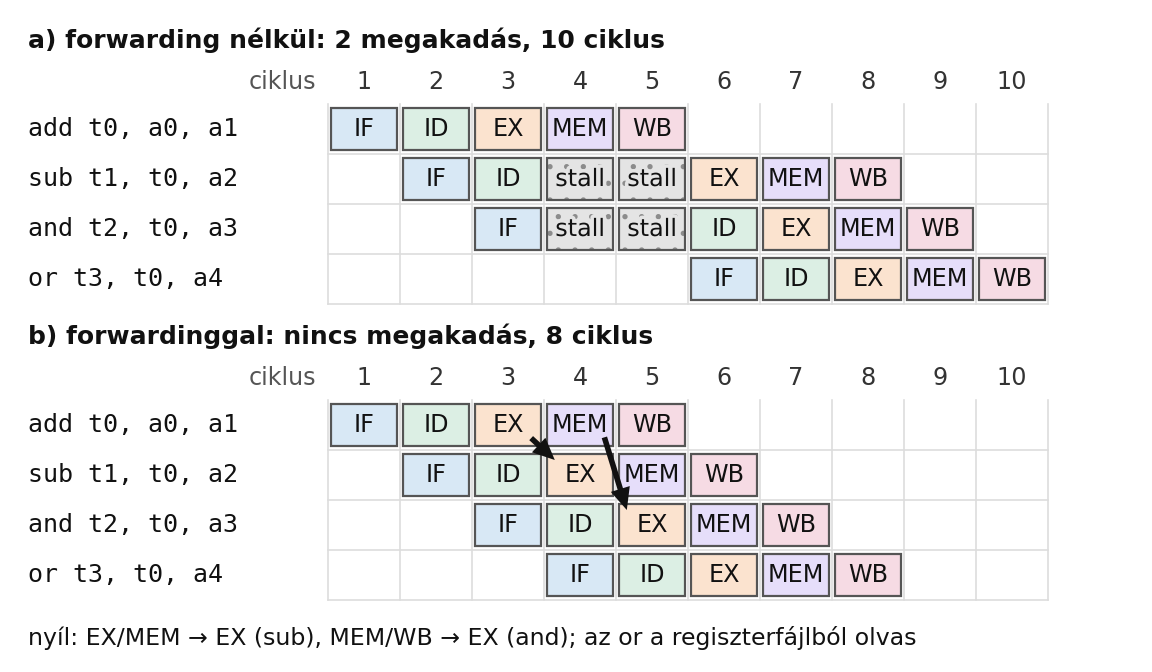 a) forwarding nélkül: 2 megakadás, 10 ciklus
ciklus 1 2 3 4 5 6 7 8 9 10
add t0, a0, a1 IF ID EX MEM WB
sub t1, t0, a2 IF ID stall stall EX MEM WB
and t2, t0, a3 IF stall stall ID EX MEM WB
or t3, t0, a4 IF ID EX MEM WB
b) forwardinggal: nincs megakadás, 8 ciklus
ciklus 1 2 3 4 5 6 7 8 9 10
add t0, a0, a1 IF ID EX MEM WB
sub t1, t0, a2 IF ID EX MEM WB
and t2, t0, a3 IF ID EX MEM WB
or t3, t0, a4 IF ID EX MEM WB
nyíl: EX/MEM → EX (sub), MEM/WB → EX (and); az or a regiszterfájlból olvas